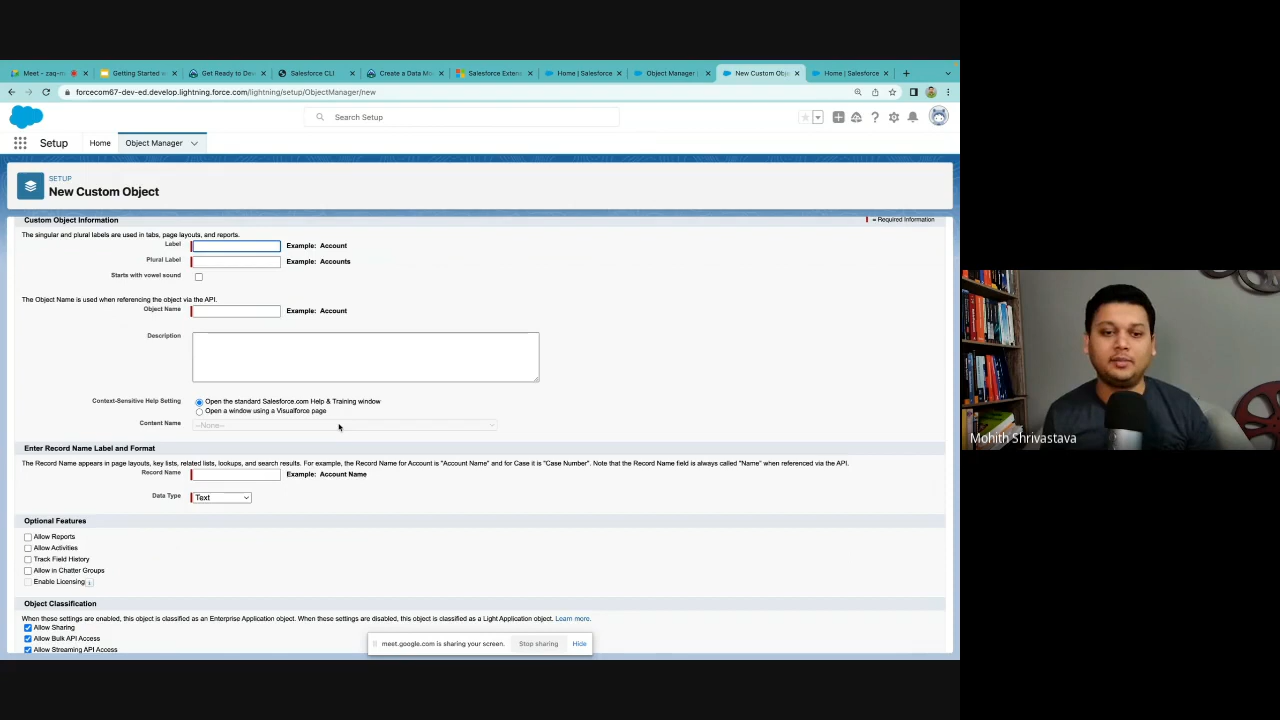 Meet - zaq-m
Getting Started w
Get Ready to Dev
Salesforce CLI
Create a Data Mo
Salesforce Exten
Home | Salesforce
Object Manager |
New Custom Obje
Home | Salesforce
forcecom67-dev-ed.develop.lightning.force.com/lightning/setup/ObjectManager/new
Search Setup
Setup
Home
Object Manager
SETUP
New Custom Object
Custom Object Information
= Required Information
The singular and plural labels are used in tabs, page layouts, and reports.
Label
Example: Account
Plural Label
Example: Accounts
Starts with vowel sound
The Object Name is used when referencing the object via the API.
Object Name
Example: Account
Description
Context-Sensitive Help Setting
Open the standard Salesforce.com Help & Training window
Open a window using a Visualforce page
Content Name
--None--
Enter Record Name Label and Format
The Record Name appears in page layouts, key lists, related lists, lookups, and search results. For example, the Record Name for Account is "Account Name" and for Case it is "Case Number". Note that the Record Name field is always called "Name" when referenced via the API.
Record Name
Example: Account Name
Data Type
Text
Optional Features
Allow Reports
Allow Activities
Track Field History
Allow in Chatter Groups
Enable Licensing
Object Classification
When these settings are enabled, this object is classified as an Enterprise Application object. When these settings are disabled, this object is classified as a Light Application object. Learn more.
Allow Sharing
Allow Bulk API Access
Allow Streaming API Access
meet.google.com is sharing your screen.
Stop sharing
Hide
Mohith Shrivastava